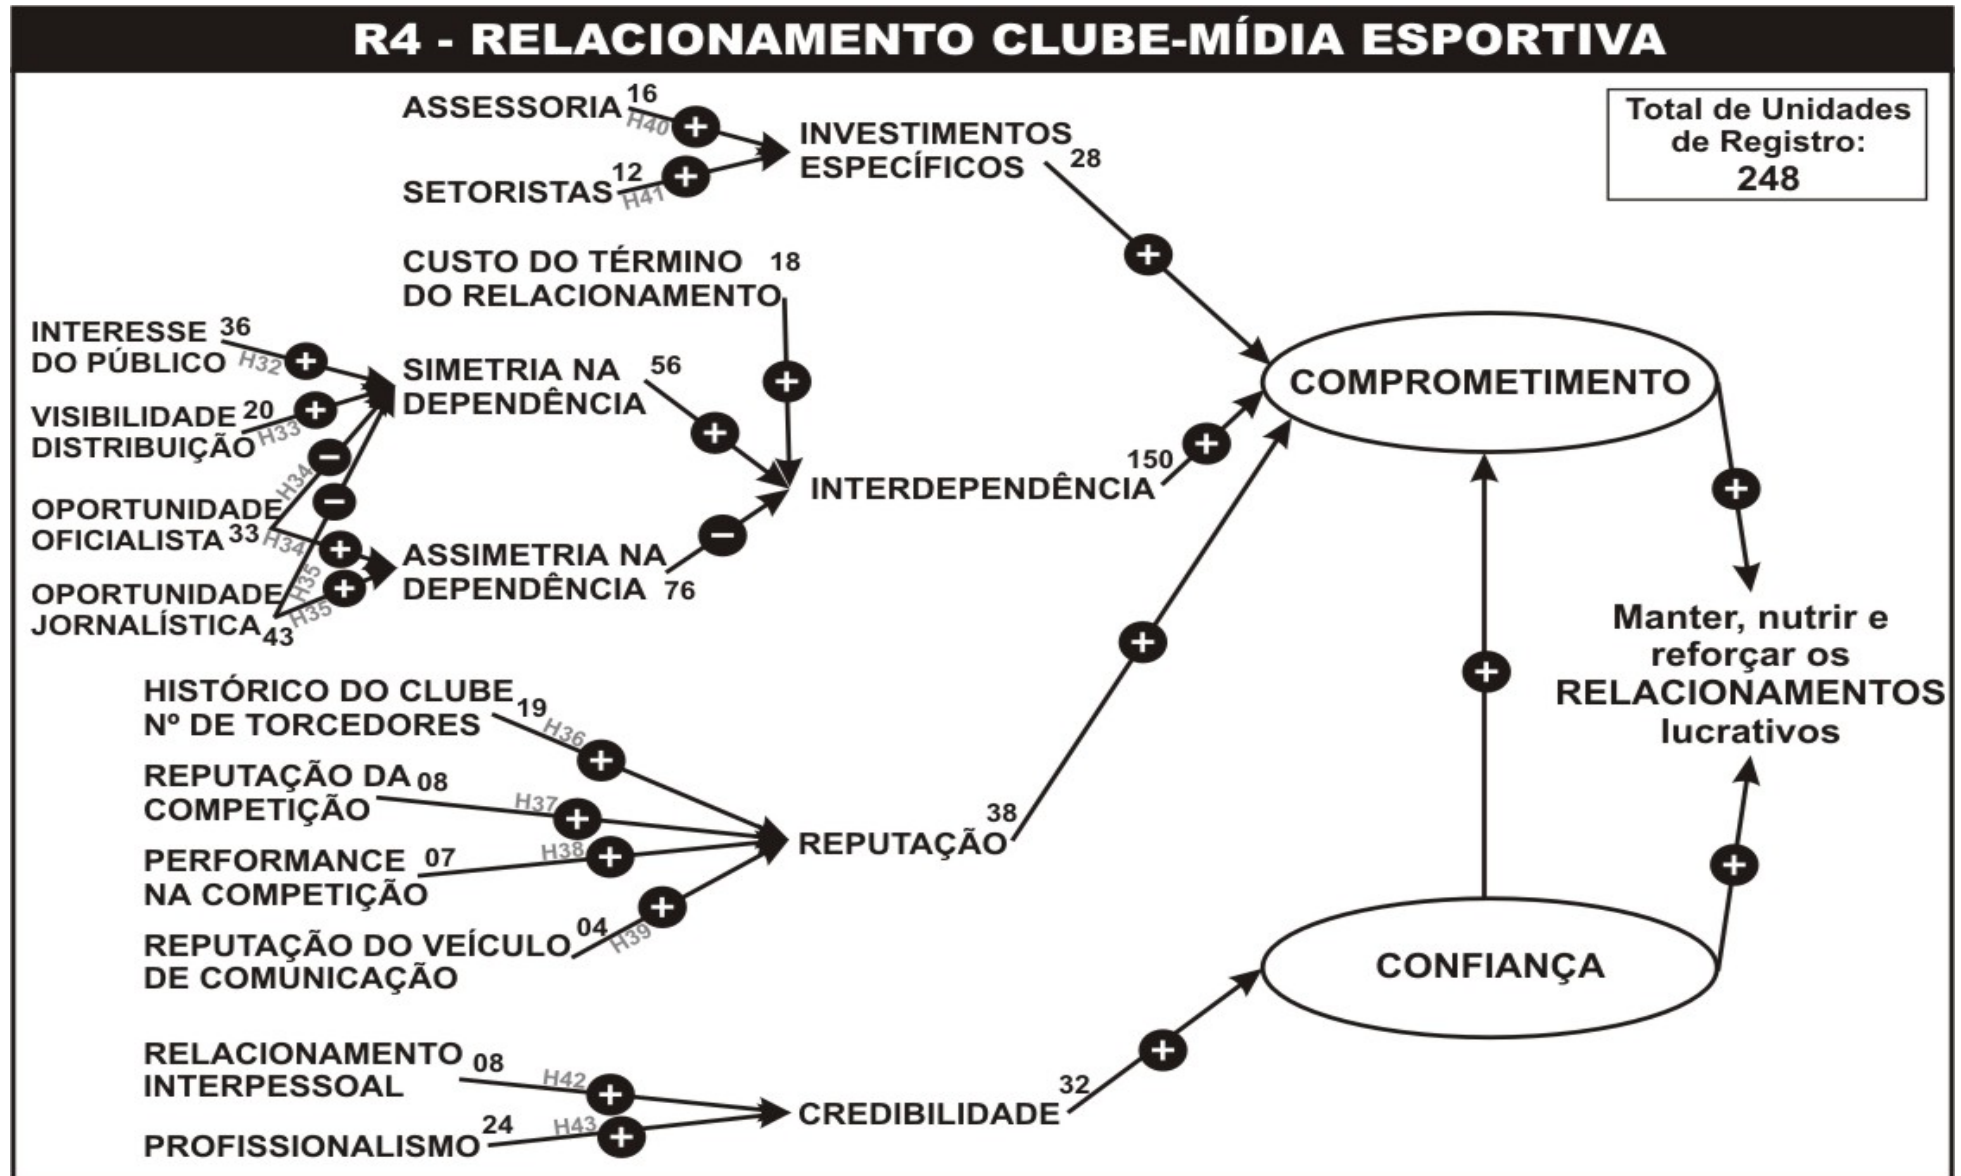 R4 - RELACIONAMENTO CLUBE-MÍDIA ESPORTIVA
Total de Unidades
de Registro:
248
ASSESSORIA 16
H40
+
SETORISTAS 12
H41
+
INVESTIMENTOS
ESPECÍFICOS 28
+
CUSTO DO TÉRMINO 18
DO RELACIONAMENTO
+
INTERESSE 36
DO PÚBLICO H32
+
VISIBILIDADE 20
DISTRIBUIÇÃO H33
+
OPORTUNIDADE
OFICIALISTA 33
H34
−
H34
+
OPORTUNIDADE
JORNALÍSTICA 43
H35
−
H35
+
SIMETRIA NA 56
DEPENDÊNCIA
+
ASSIMETRIA NA
DEPENDÊNCIA 76
−
INTERDEPENDÊNCIA 150
+
HISTÓRICO DO CLUBE 19
Nº DE TORCEDORES
H36
+
REPUTAÇÃO DA 08
COMPETIÇÃO
H37
+
PERFORMANCE 07
NA COMPETIÇÃO
H38
+
REPUTAÇÃO DO VEÍCULO 04
DE COMUNICAÇÃO
H39
+
REPUTAÇÃO 38
+
RELACIONAMENTO 08
INTERPESSOAL
H42
+
PROFISSIONALISMO 24
H43
+
CREDIBILIDADE 32
+
COMPROMETIMENTO
+
CONFIANÇA
+
+
Manter, nutrir e
reforçar os
RELACIONAMENTOS
lucrativos